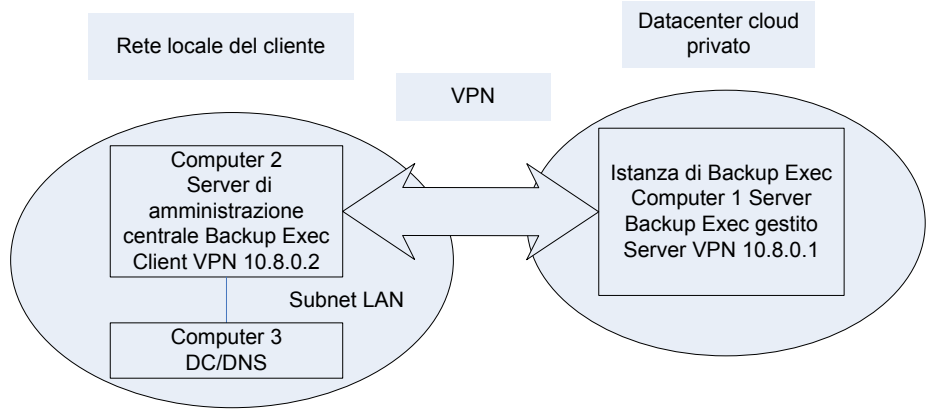 Rete locale del cliente
Datacenter cloud
privato
VPN
Computer 2
Server di
amministrazione
centrale Backup Exec
Client VPN 10.8.0.2
Istanza di Backup Exec
Computer 1 Server
Backup Exec gestito
Server VPN 10.8.0.1
Subnet LAN
Computer 3
DC/DNS